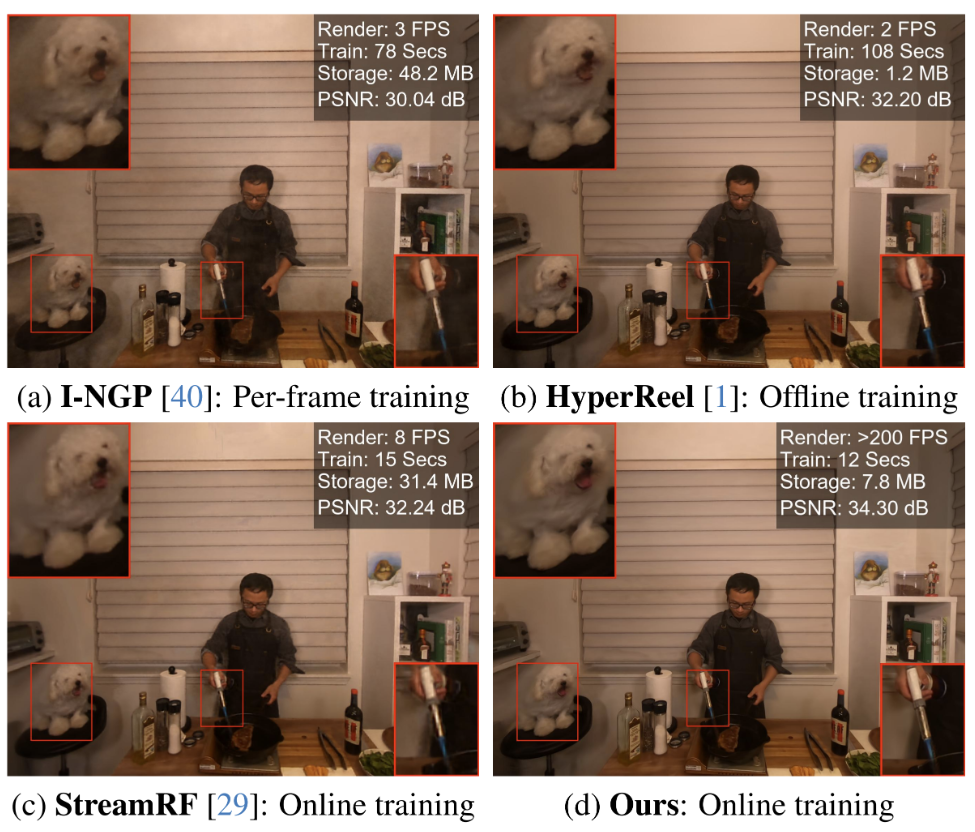 Render: 3 FPS
Train: 78 Secs
Storage: 48.2 MB
PSNR: 30.04 dB
Render: 2 FPS
Train: 108 Secs
Storage: 1.2 MB
PSNR: 32.20 dB
(a) I-NGP [40]: Per-frame training
(b) HyperReel [1]: Offline training
Render: 8 FPS
Train: 15 Secs
Storage: 31.4 MB
PSNR: 32.24 dB
Render: >200 FPS
Train: 12 Secs
Storage: 7.8 MB
PSNR: 34.30 dB
(c) StreamRF [29]: Online training
(d) Ours: Online training